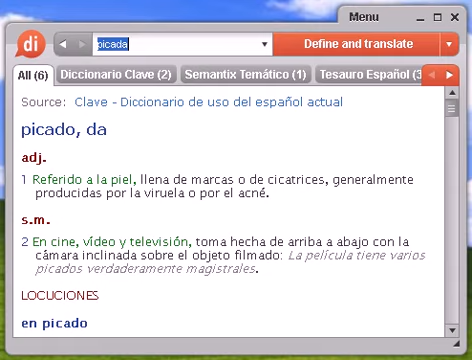 Menu
di
picada
Define and translate
All (6)
Diccionario Clave (2)
Semantix Temático (1)
Tesauro Español (3
Source: Clave - Diccionario de uso del español actual
picado, da
adj.
1 Referido a la piel, llena de marcas o de cicatrices, generalmente
producidas por la viruela o por el acné.
s.m.
2 En cine, vídeo y televisión, toma hecha de arriba a abajo con la
cámara inclinada sobre el objeto filmado: La película tiene varios
picados verdaderamente magistrales.
LOCUCIONES
en picado